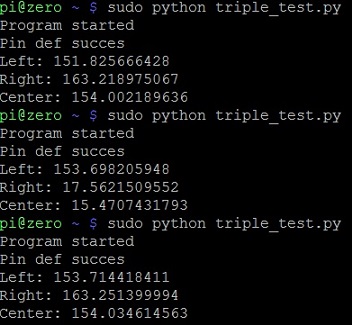 pi@zero ~ $ sudo python triple_test.py
Program started
Pin def succes
Left: 151.825666428
Right: 163.218975067
Center: 154.002189636
pi@zero ~ $ sudo python triple_test.py
Program started
Pin def succes
Left: 153.698205948
Right: 17.5621509552
Center: 15.4707431793
pi@zero ~ $ sudo python triple_test.py
Program started
Pin def succes
Left: 153.714418411
Right: 163.251399994
Center: 154.034614563